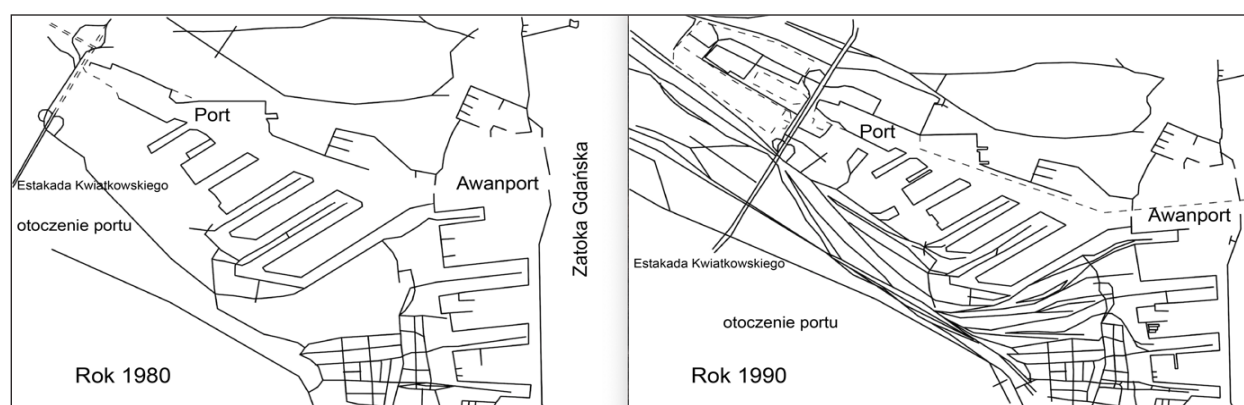 Port
Estakada Kwiatkowskiego
otoczenie portu
Awanport
Zatoka Gdańska
Rok 1980
Port
Awanport
Estakada Kwiatkowskiego
otoczenie portu
Rok 1990